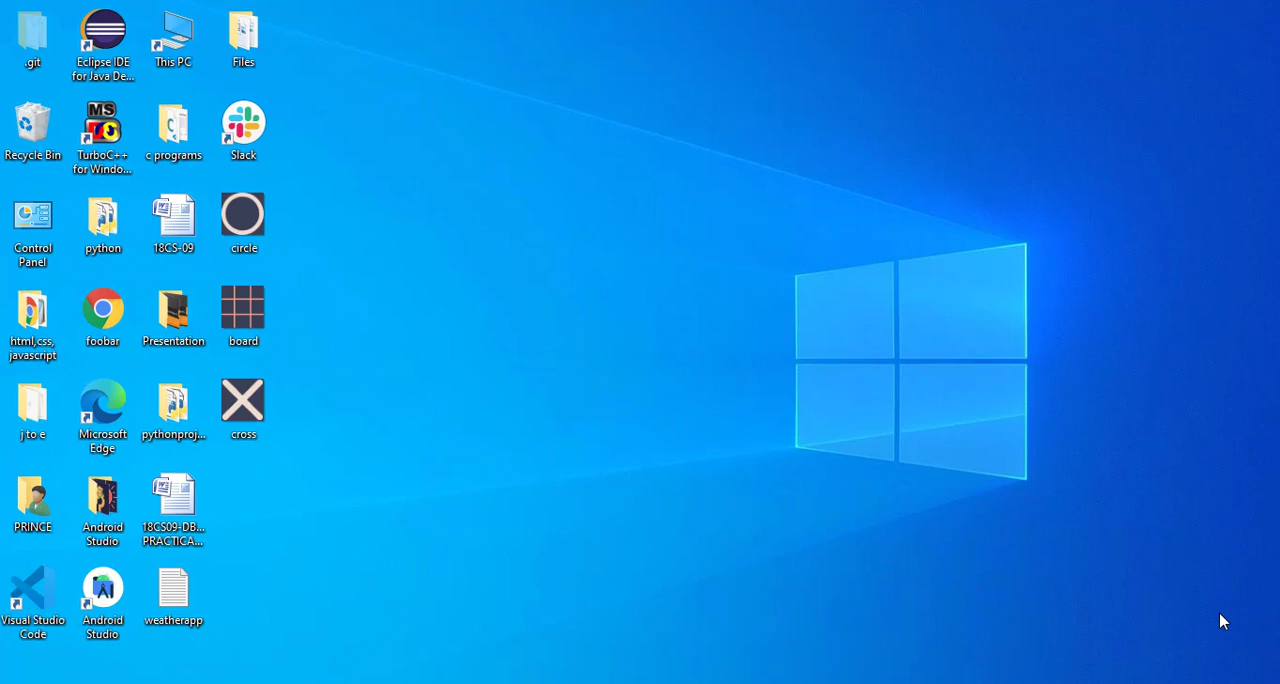 .git
Eclipse IDE
for Java De...
This PC
Files
Recycle Bin
MS
TurboC++
for Windo...
c programs
Slack
Control
Panel
python
18CS-09
circle
html,css,
javascript
foobar
Presentation
board
j to e
Microsoft
Edge
pythonproj...
cross
PRINCE
Android
Studio
18CS09-DB...
PRACTICA...
Visual Studio
Code
Android
Studio
weatherapp